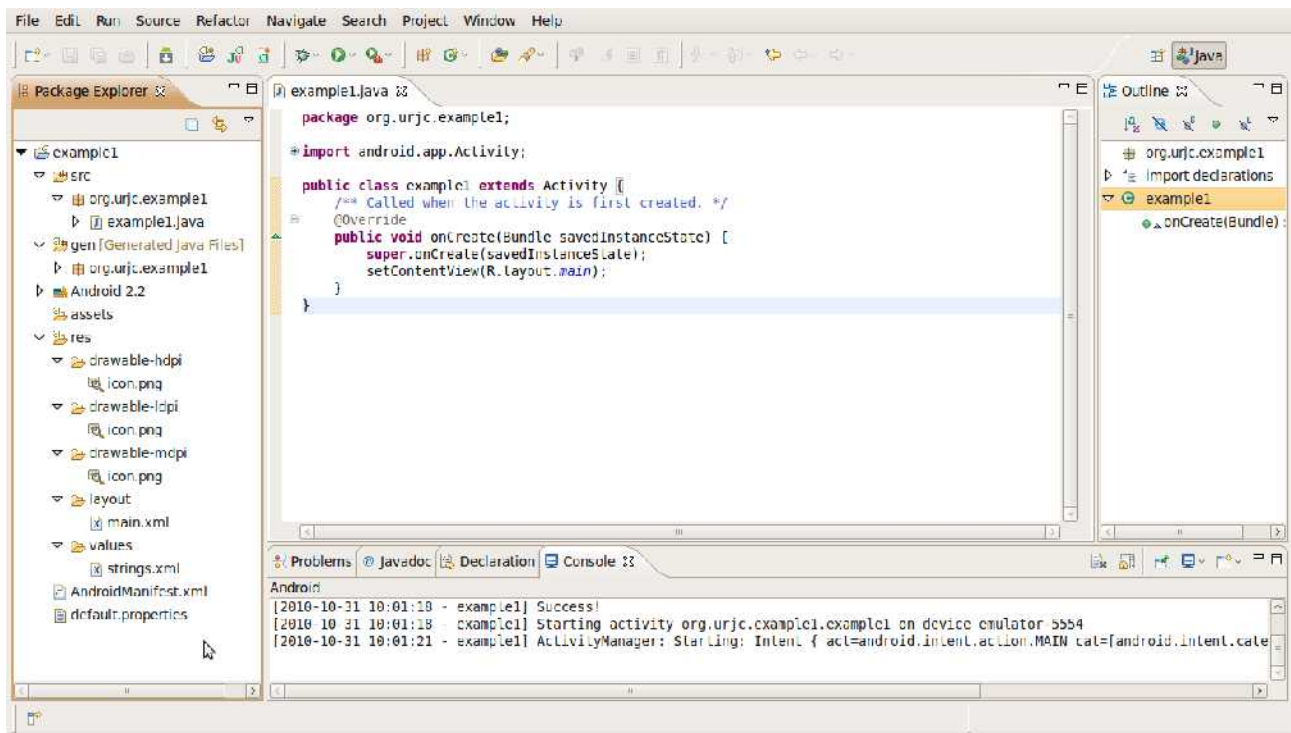 File Edit Run Source Refactor Navigate Search Project Window Help
Java
Package Explorer
example1
src
org.urjc.example1
example1.java
gen [Generated Java Files]
org.urjc.example1
Android 2.2
assets
res
drawable-hdpi
icon.png
drawable-ldpi
icon.png
drawable-mdpi
icon.png
layout
main.xml
values
strings.xml
AndroidManifest.xml
default.properties
example1.java
package org.urjc.example1;
import android.app.Activity;
public class example1 extends Activity {
/** Called when the activity is first created. */
@Override
public void onCreate(Bundle savedInstanceState) {
super.onCreate(savedInstanceState);
setContentView(R.layout.main);
}
}
Outline
org.urjc.example1
import declarations
example1
onCreate(Bundle) :
Problems Javadoc Declaration Console
Android
[2010-10-31 10:01:18 - example1] Success!
[2010-10-31 10:01:18 - example1] Starting activity org.urjc.example1.example1 on device emulator-5554
[2010-10-31 10:01:21 - example1] ActivityManager: Starting: Intent { act=android.intent.action.MAIN cat=[android.intent.cate